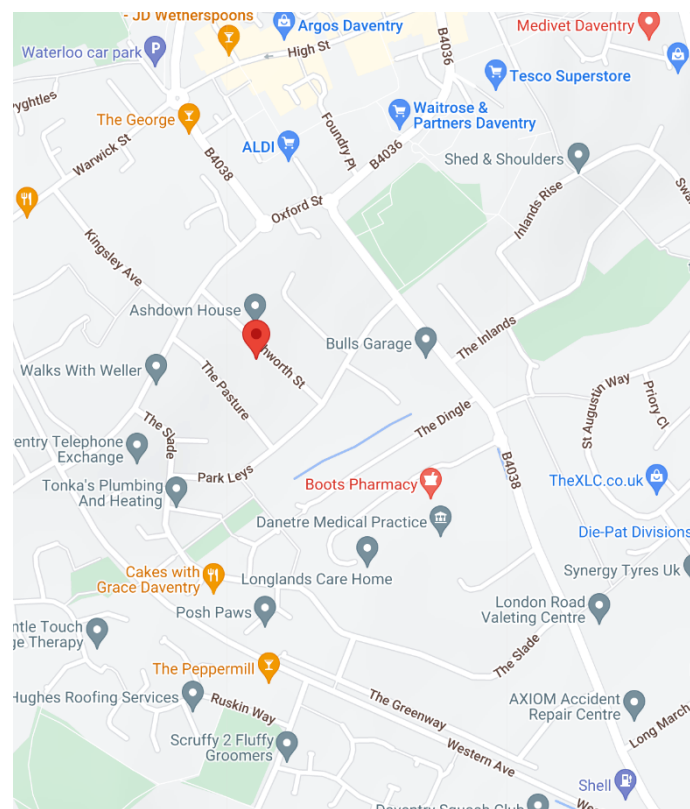 - JD Wetherspoons
Argos Daventry
Medivet Daventry
High St
B4036
Waterloo car park
P
Tesco Superstore
The George
Waitrose &
Partners Daventry
Foundry Pl
ALDI
B4036
Shed & Shoulders
Warwick St
B4038
Oxford St
Inlands Rise
Kingsley Ave
Ashdown House
Bulls Garage
The Inlands
Walks With Weller
The Pasture
St Augustin Way
Priory Cl
The Slade
The Dingle
Telephone
Exchange
Park Leys
B4038
Tonka's Plumbing
And Heating
Boots Pharmacy
TheXLC.co.uk
Danetre Medical Practice
Die-Pat Divisions
Cakes with
Grace Daventry
Longlands Care Home
Synergy Tyres Uk
Posh Paws
London Road
Valeting Centre
Touch
Therapy
The Slade
The Peppermill
Hughes Roofing Services
The Greenway
AXIOM Accident
Repair Centre
Ruskin Way
Long March
Scruffy 2 Fluffy
Groomers
Western Ave
Shell
Daventry Squash Club